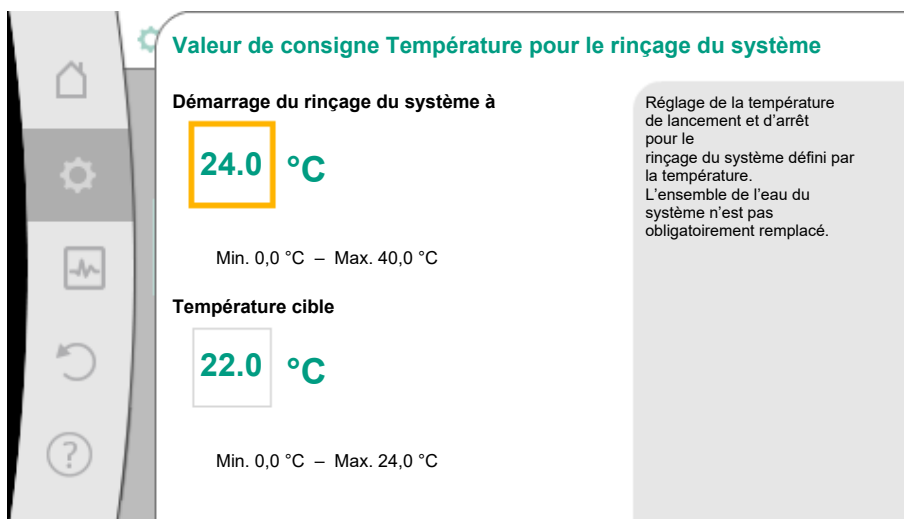 Valeur de consigne Température pour le rinçage du système
Démarrage du rinçage du système à
24.0 °C
Min. 0,0 °C – Max. 40,0 °C
Température cible
22.0 °C
Min. 0,0 °C – Max. 24,0 °C
Réglage de la température
de lancement et d’arrêt
pour le
rinçage du système défini par
la température.
L’ensemble de l’eau du
système n’est pas
obligatoirement remplacé.
?